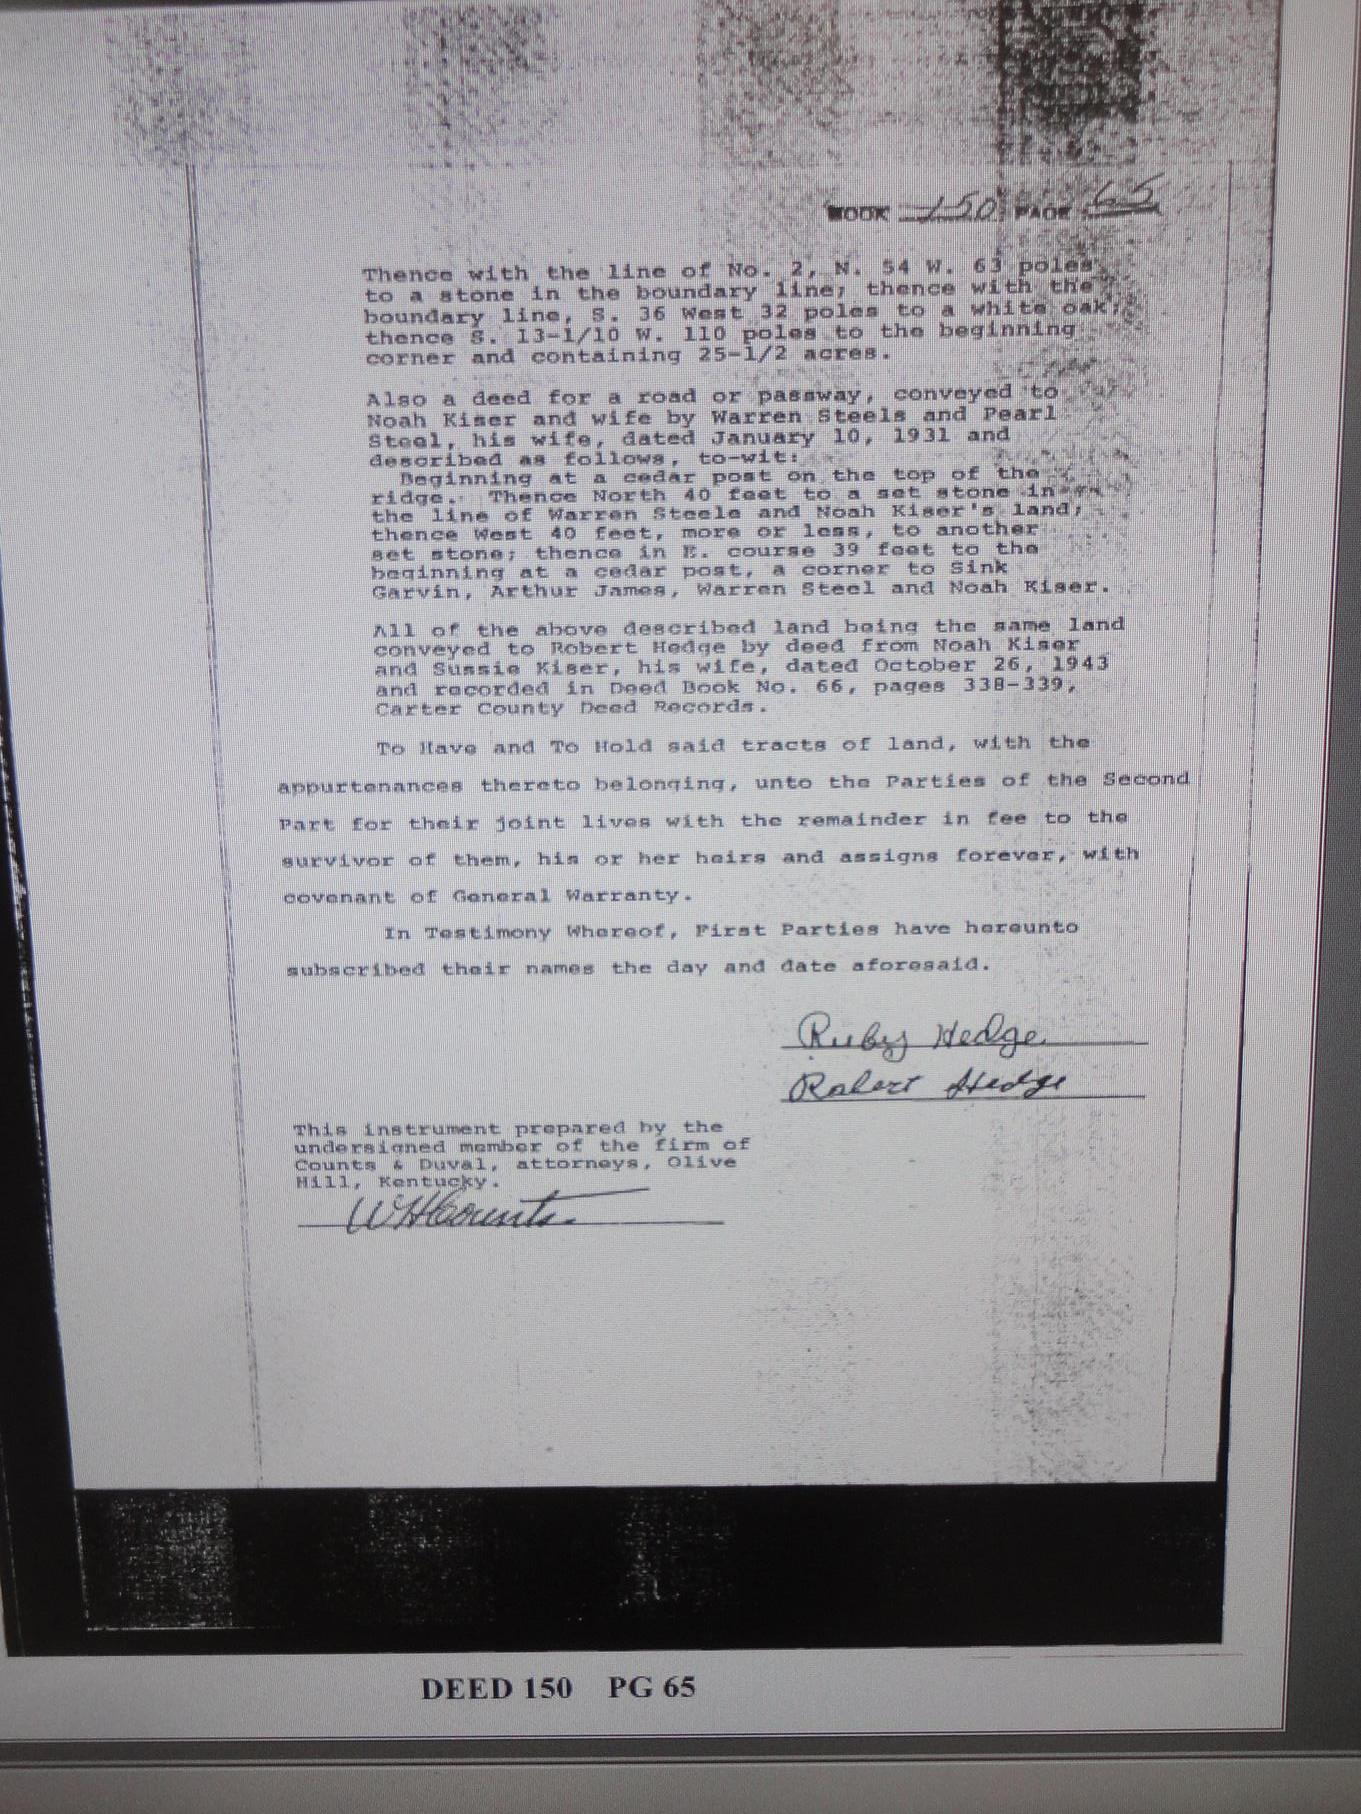 BOOK 150 PAGE 65
Thence with the line of No. 2, N. 54 W. 63 poles
to a stone in the boundary line; thence with the
boundary line, S. 36 West 32 poles to a white oak;
thence S. 13-1/10 W. 110 poles to the beginning
corner and containing 25-1/2 acres.
Also a deed for a road or passway, conveyed to
Noah Kiser and wife by Warren Steels and Pearl
Steel, his wife, dated January 10, 1931 and
described as follows, to-wit:
Beginning at a cedar post on the top of the
ridge. Thence North 40 feet to a set stone in
the line of Warren Steele and Noah Kiser's land;
thence West 40 feet, more or less, to another
set stone; thence in E. course 39 feet to the
beginning at a cedar post, a corner to Sink
Garvin, Arthur James, Warren Steel and Noah Kiser.
All of the above described land being the same land
conveyed to Robert Hedge by deed from Noah Kiser
and Sussie Kiser, his wife, dated October 26, 1943
and recorded in Deed Book No. 66, pages 338-339,
Carter County Deed Records.
To Have and To Hold said tracts of land, with the
appurtenances thereto belonging, unto the Parties of the Second
Part for their joint lives with the remainder in fee to the
survivor of them, his or her heirs and assigns forever, with
covenant of General Warranty.
In Testimony Whereof, First Parties have hereunto
subscribed their names the day and date aforesaid.
Ruby Hedge
Robert Hedge
This instrument prepared by the
undersigned member of the firm of
Counts & Duval, attorneys, Olive
Hill, Kentucky.
WH Counts
DEED 150 PG 65